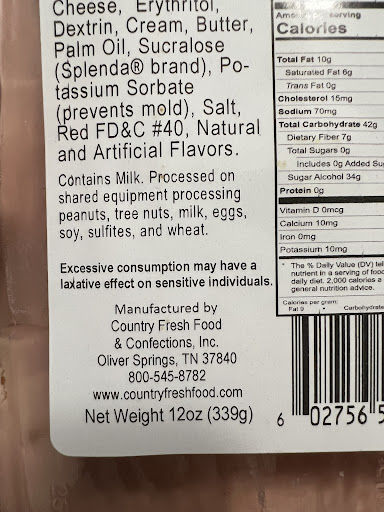 Cheese, Erythritol,
Dextrin, Cream, Butter,
Palm Oil, Sucralose
(Splenda® brand), Po-
tassium Sorbate
(prevents mold), Salt,
Red FD&C #40, Natural
and Artificial Flavors.
Contains Milk. Processed on
shared equipment processing
peanuts, tree nuts, milk, eggs,
soy, sulfites, and wheat.
Excessive consumption may have a
laxative effect on sensitive individuals.
Manufactured by
Country Fresh Food
& Confections, Inc.
Oliver Springs, TN 37840
800-545-8782
www.countryfreshfood.com
Net Weight 12oz (339g)
serving
Calories
Total Fat 10g
Saturated Fat 6g
Trans Fat 0g
Cholesterol 15mg
Sodium 70mg
Total Carbohydrate 42g
Dietary Fiber 7g
Total Sugars 0g
Includes 0g Added Su
Sugar Alcohol 34g
Protein 0g
Vitamin D 0mcg
Calcium 10mg
Iron 0mg
Potassium 10mg
* The % Daily Value (DV) tel
nutrient in a serving of food
daily diet. 2,000 calories a
general nutrition advice.
Calories per gram:
Fat 9 • Carbohydrate
6 02756 5